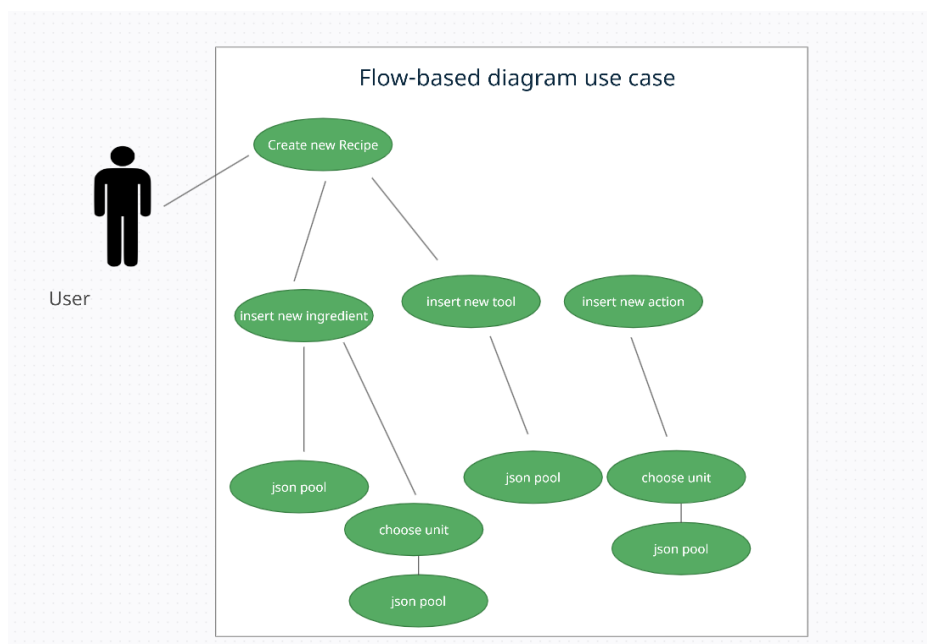 Flow-based diagram use case
Create new Recipe
User
insert new ingredient
insert new tool
insert new action
json pool
choose unit
json pool
json pool
choose unit
json pool